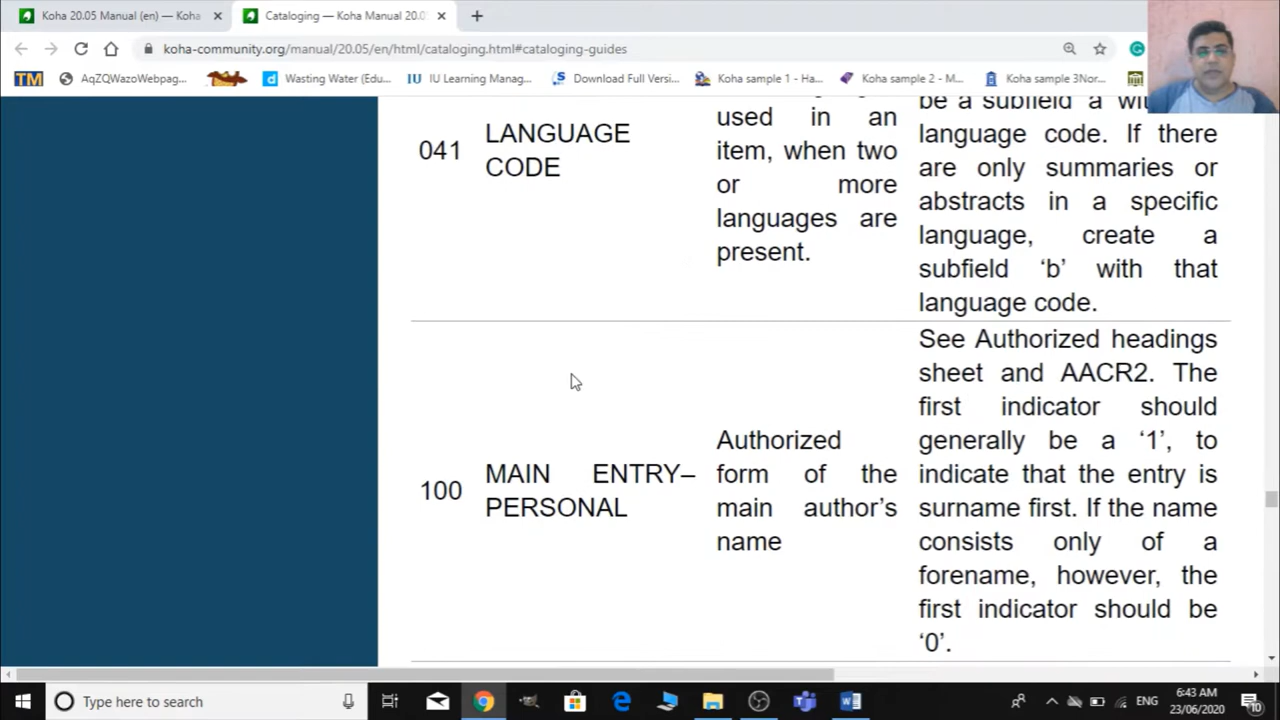 Koha 20.05 Manual (en) — Koha
Cataloging — Koha Manual 20.0
koha-community.org/manual/20.05/en/html/cataloging.html#cataloging-guides
TM
AqZQWazoWebpag...
Wasting Water (Edu...
IU
IU Learning Manag...
Download Full Versi...
Koha sample 1 - Ha...
Koha sample 2 - M...
Koha sample 3Nor...
041
LANGUAGE
CODE
used in an
item, when two
or more
languages are
present.
be a subfield 'a' wit
language code. If there
are only summaries or
abstracts in a specific
language, create a
subfield ‘b’ with that
language code.
100
MAIN ENTRY–
PERSONAL
Authorized
form of the
main author’s
name
See Authorized headings
sheet and AACR2. The
first indicator should
generally be a ‘1’, to
indicate that the entry is
surname first. If the name
consists only of a
forename, however, the
first indicator should be
‘0’.
Type here to search
ENG
6:43 AM
23/06/2020
10